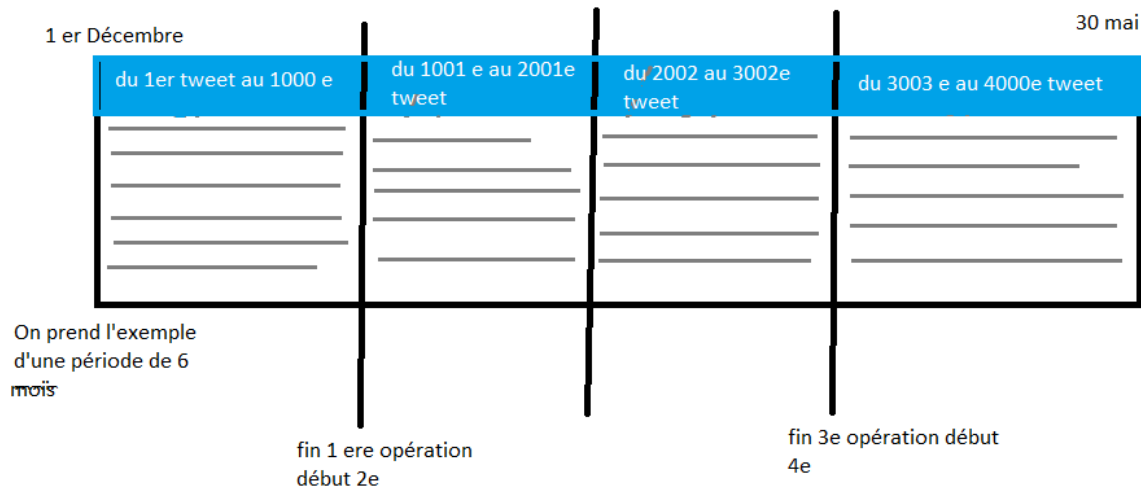 1 er Décembre
30 mai
du 1er tweet au 1000 e
du 1001 e au 2001e
tweet
du 2002 au 3002e
tweet
du 3003 e au 4000e tweet
On prend l'exemple
d'une période de 6
mois
fin 1 ere opération
début 2e
fin 3e opération début
4e